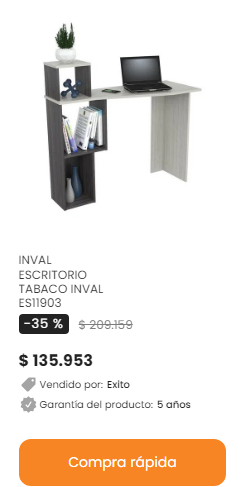 INVAL
ESCRITORIO
TABACO INVAL
ES11903
-35 % $ 209.159
$ 135.953
Vendido por: Exito
Garantía del producto: 5 años
Compra rápida